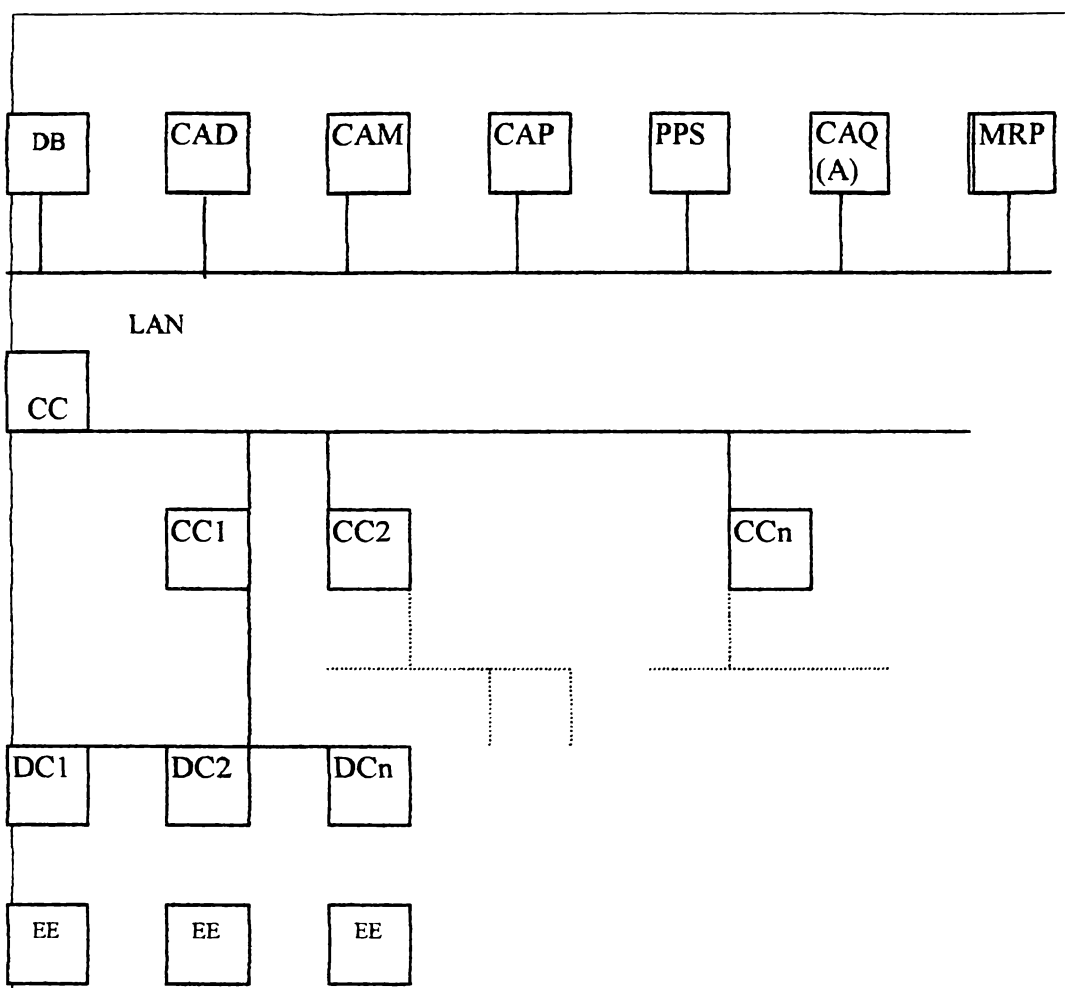 DB
CAD
CAM
CAP
PPS
CAQ
(A)
MRP
LAN
CC
CC1
CC2
CCn
DC1
DC2
DCn
EE
EE
EE